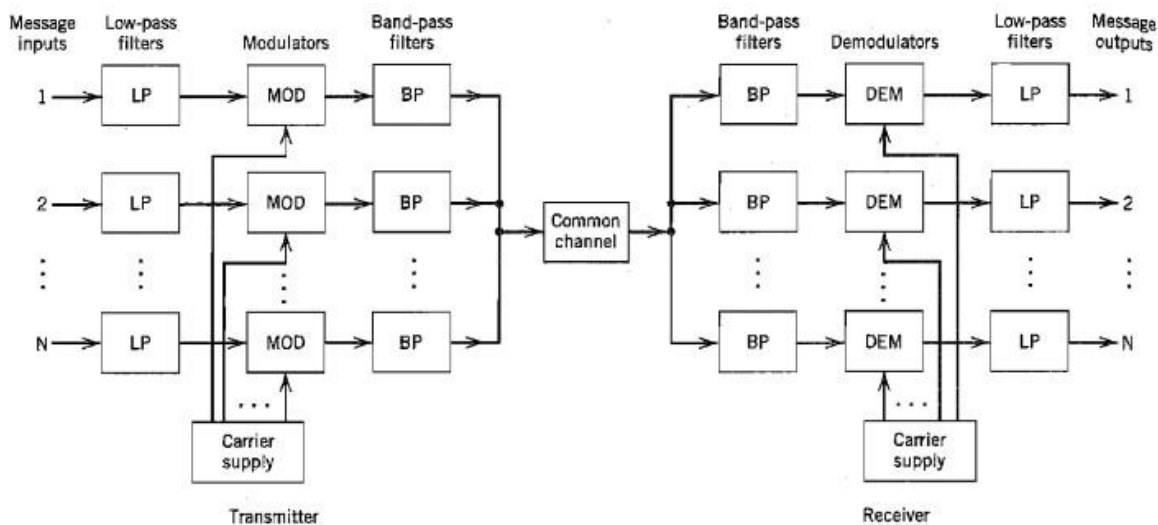 Message inputs
Low-pass filters
Modulators
Band-pass filters
Band-pass filters
Demodulators
Low-pass filters
Message outputs
1 LP MOD BP BP DEM LP 1
2 LP MOD BP BP DEM LP 2
Common channel
N LP MOD BP BP DEM LP N
Carrier supply
Carrier supply
Transmitter
Receiver